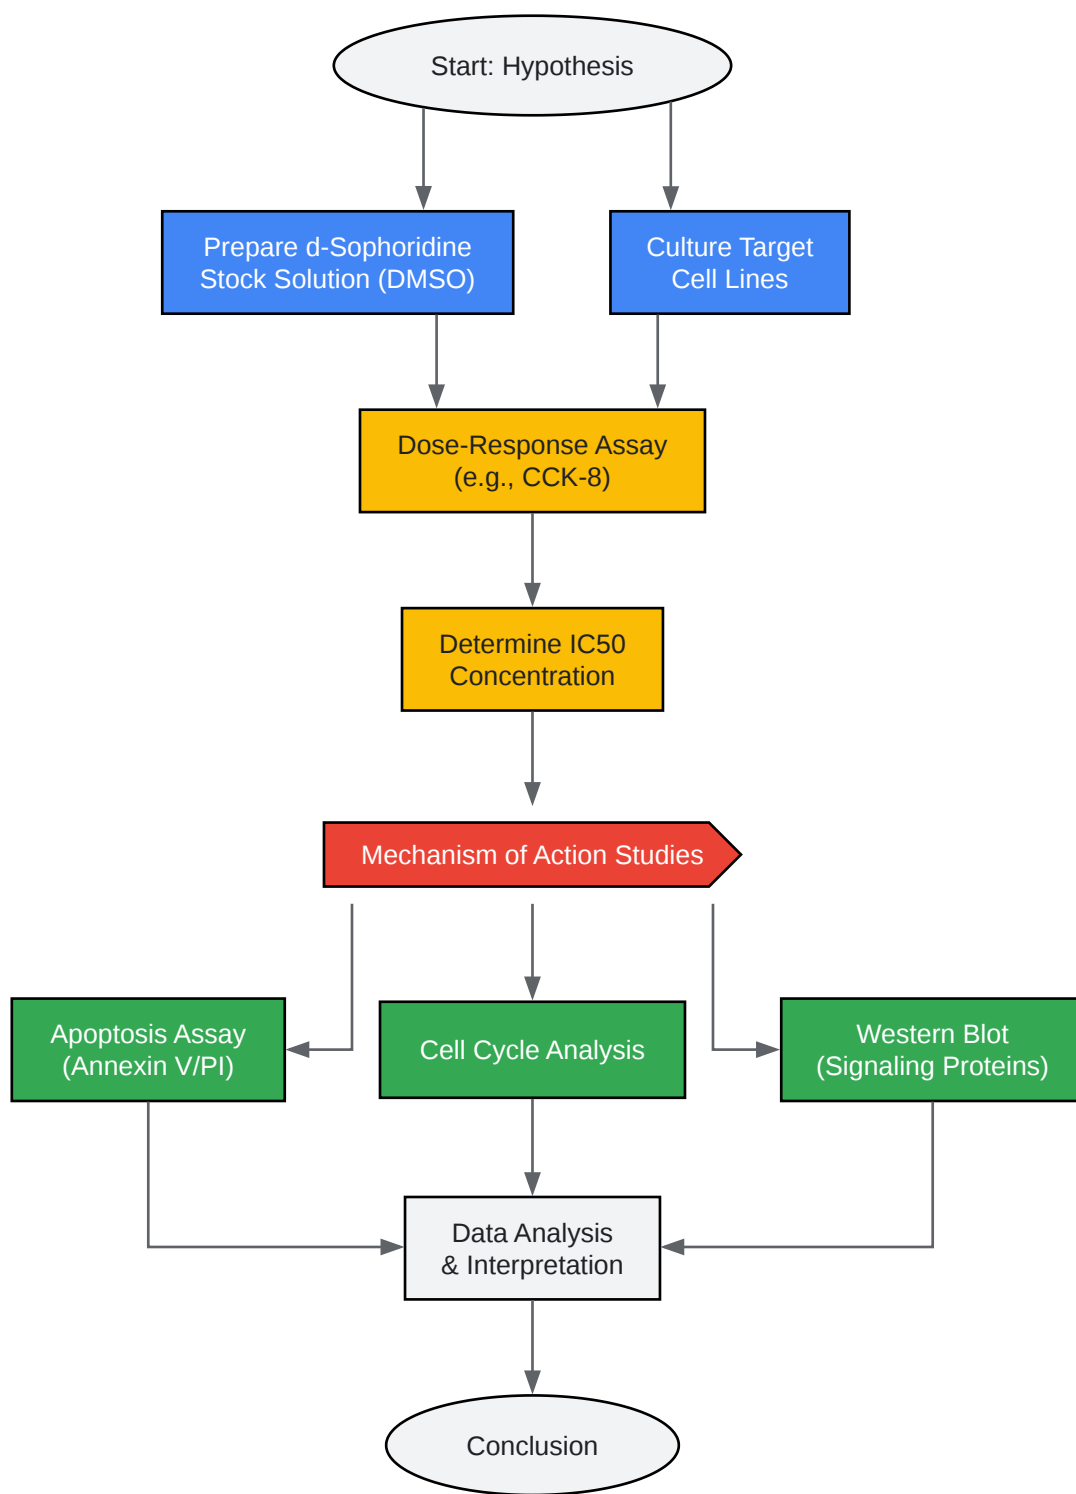 Start: Hypothesis
Prepare d-Sophoridine
Stock Solution (DMSO)
Culture Target
Cell Lines
Dose-Response Assay
(e.g., CCK-8)
Determine IC50
Concentration
Mechanism of Action Studies
Apoptosis Assay
(Annexin V/PI)
Cell Cycle Analysis
Western Blot
(Signaling Proteins)
Data Analysis
& Interpretation
Conclusion